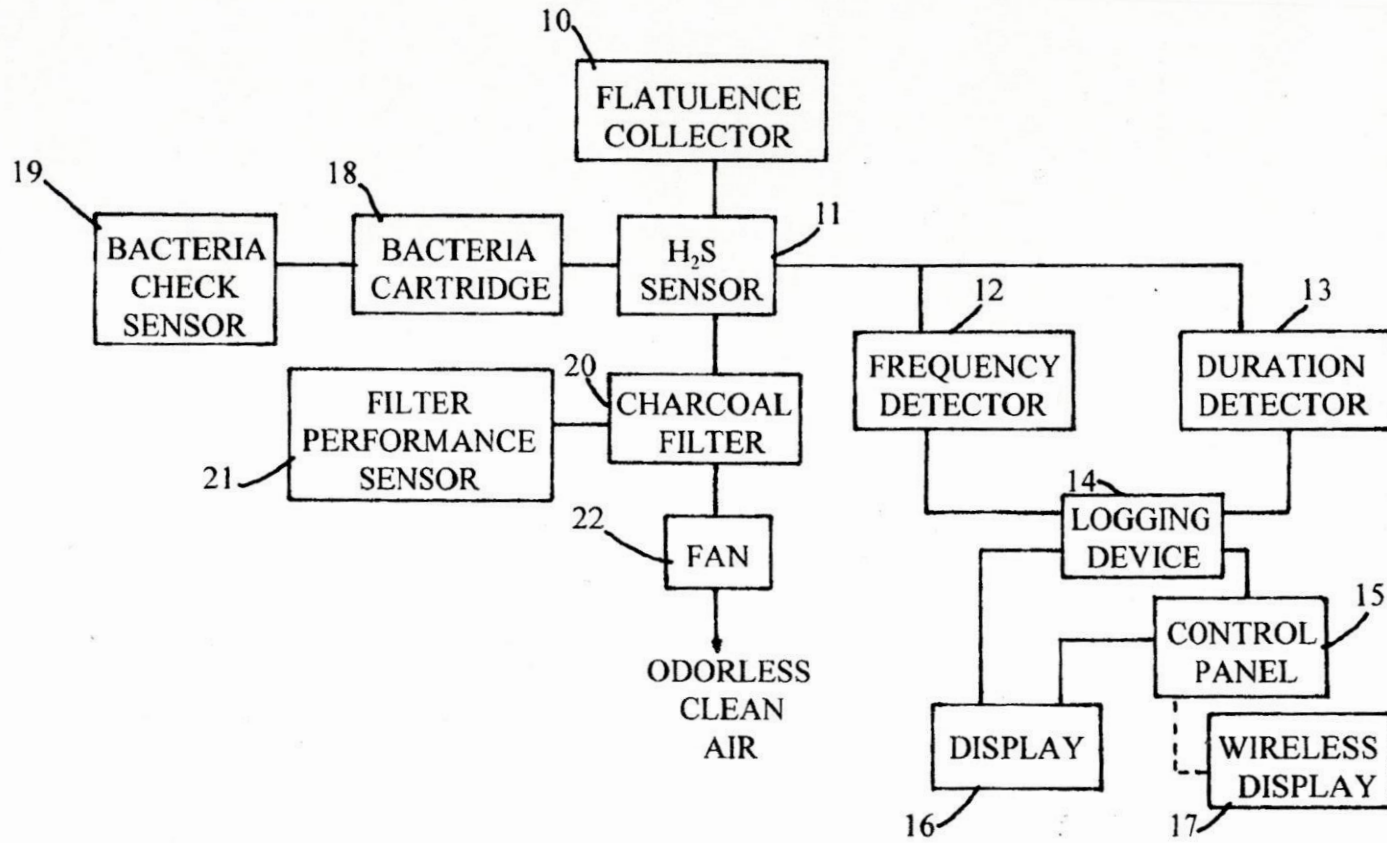 10
FLATULENCE
COLLECTOR
19
BACTERIA
CHECK
SENSOR
18
BACTERIA
CARTRIDGE
11
H₂S
SENSOR
12
FREQUENCY
DETECTOR
13
DURATION
DETECTOR
20
CHARCOAL
FILTER
21
FILTER
PERFORMANCE
SENSOR
14
LOGGING
DEVICE
22
FAN
15
CONTROL
PANEL
ODORLESS
CLEAN
AIR
16
DISPLAY
17
WIRELESS
DISPLAY